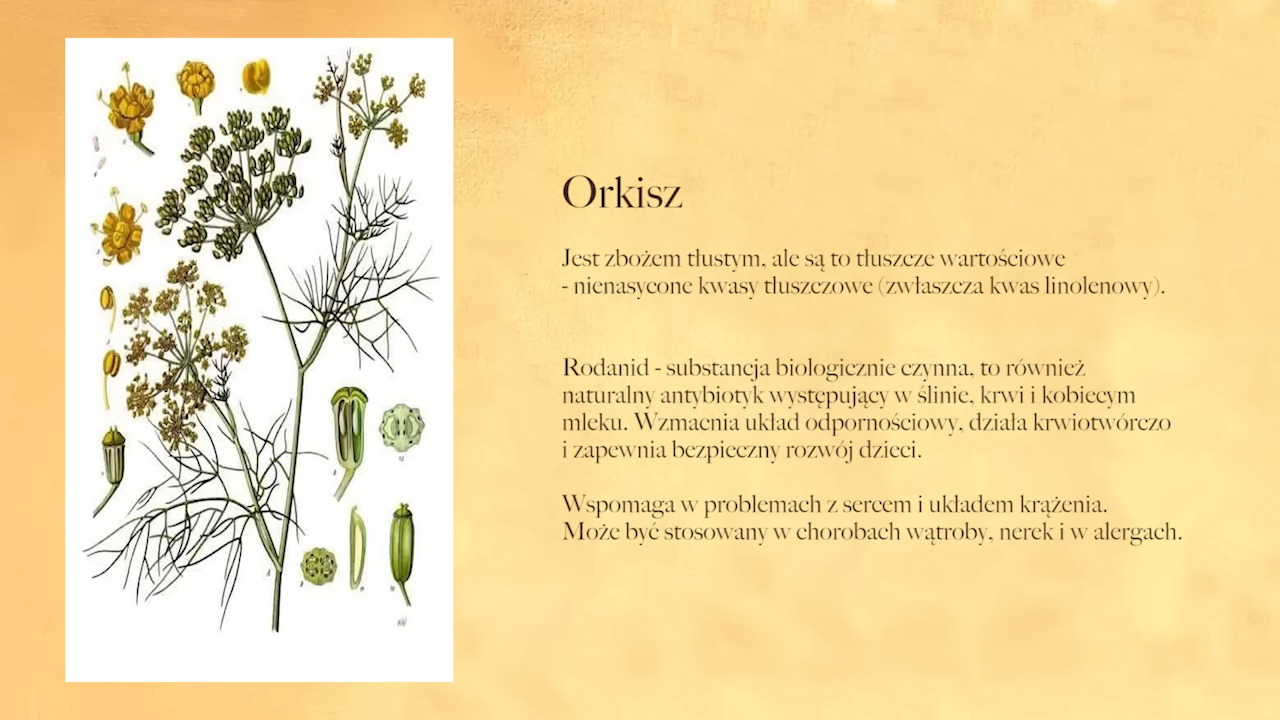 Orkisz
Jest zbożem tłustym, ale są to tłuszcze wartościowe
- nienasycone kwasy tłuszczowe (zwłaszcza kwas linolenowy).
Rodanid - substancja biologicznie czynna, to również
naturalny antybiotyk występujący w ślinie, krwi i kobiecym
mleku. Wzmacnia układ odpornościowy, działa krwiotwórczo
i zapewnia bezpieczny rozwój dzieci.
Wspomaga w problemach z sercem i układem krążenia.
Może być stosowany w chorobach wątroby, nerek i w alergach.